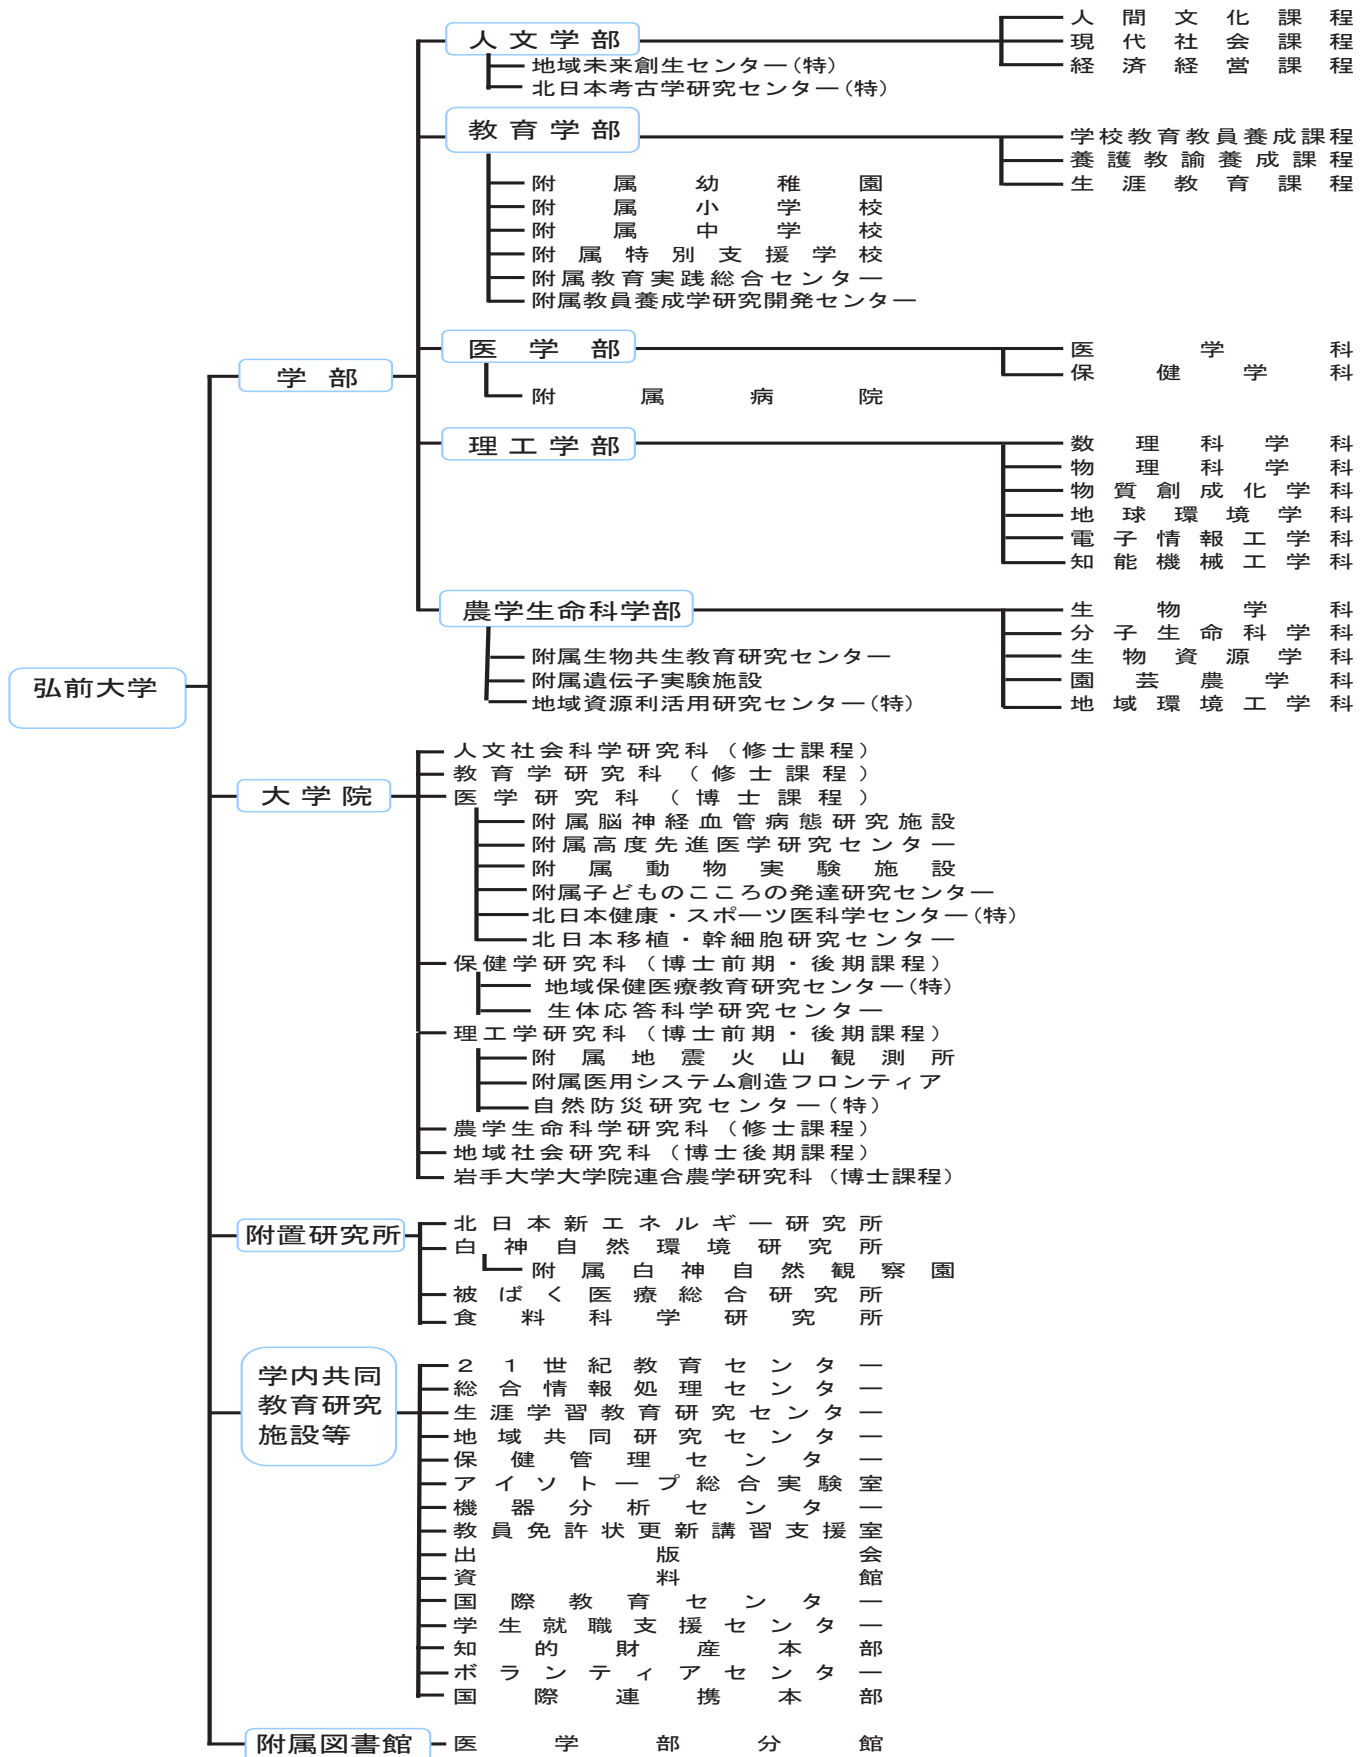 弘前大学
学部
人文学部
人間文化課程
現代社会課程
経済経営課程
地域未来創生センター(特)
北日本考古学研究センター(特)
教育学部
学校教育教員養成課程
養護教諭養成課程
生涯教育課程
附属幼稚園
附属小学校
附属中学校
附属特別支援学校
附属教育実践総合センター
附属教員養成学研究開発センター
医学部
医学科
保健学科
附属病院
理工学部
数理科学科
物理科学科
物質創成化学科
地球環境学科
電子情報工学科
知能機械工学科
農学生命科学部
生物学科
分子生命科学科
生物資源学科
園芸農学科
地域環境工学科
附属生物共生教育研究センター
附属遺伝子実験施設
地域資源利活用研究センター(特)
大学院
人文社会科学研究科（修士課程）
教育学研究科（修士課程）
医学研究科（博士課程）
附属脳神経血管病態研究施設
附属高度先進医学研究センター
附属動物実験施設
附属子どものこころの発達研究センター
北日本健康・スポーツ医科学センター(特)
北日本移植・幹細胞研究センター
保健学研究科（博士前期・後期課程）
地域保健医療教育研究センター(特)
生体応答科学研究センター
理工学研究科（博士前期・後期課程）
附属地震火山観測所
附属医用システム創造フロンティア
自然防災研究センター(特)
農学生命科学研究科（修士課程）
地域社会研究科（博士後期課程）
岩手大学大学院連合農学研究科（博士課程）
附置研究所
北日本新エネルギー研究所
白神自然環境研究所
附属白神自然観察園
被ばく医療総合研究所
食料科学研究所
学内共同
教育研究
施設等
２１世紀教育センター
総合情報処理センター
生涯学習教育研究センター
地域共同研究センター
保健管理センター
アイソトープ総合実験室
機器分析センター
教員免許状更新講習支援室
出版会
資料館
国際教育センター
学生就職支援センター
知的財産本部
ボランティアセンター
国際連携本部
附属図書館
医学部分館